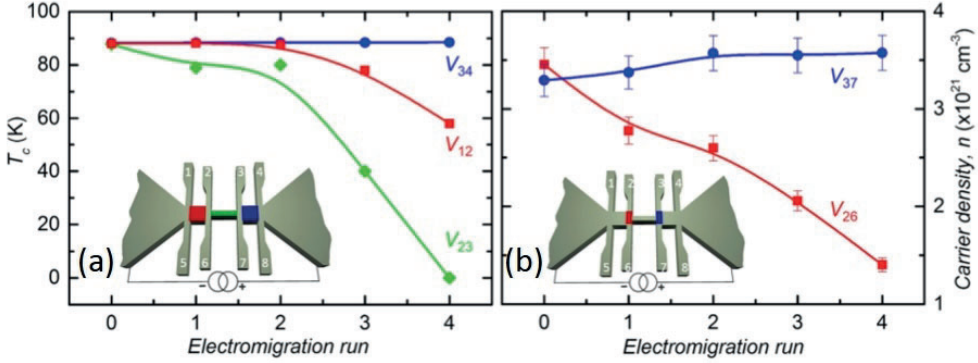 80
60
40
20
0
T_c (K)
V_34
V_12
V_23
1 2 3 4
5 6 7 8
- +
(a)
0 1 2 3 4
Electromigration run
4
3
2
1
Carrier density, n (x10^21 cm^-3)
V_37
V_26
1 2 3 4
5 6 7 8
- +
(b)
0 1 2 3 4
Electromigration run